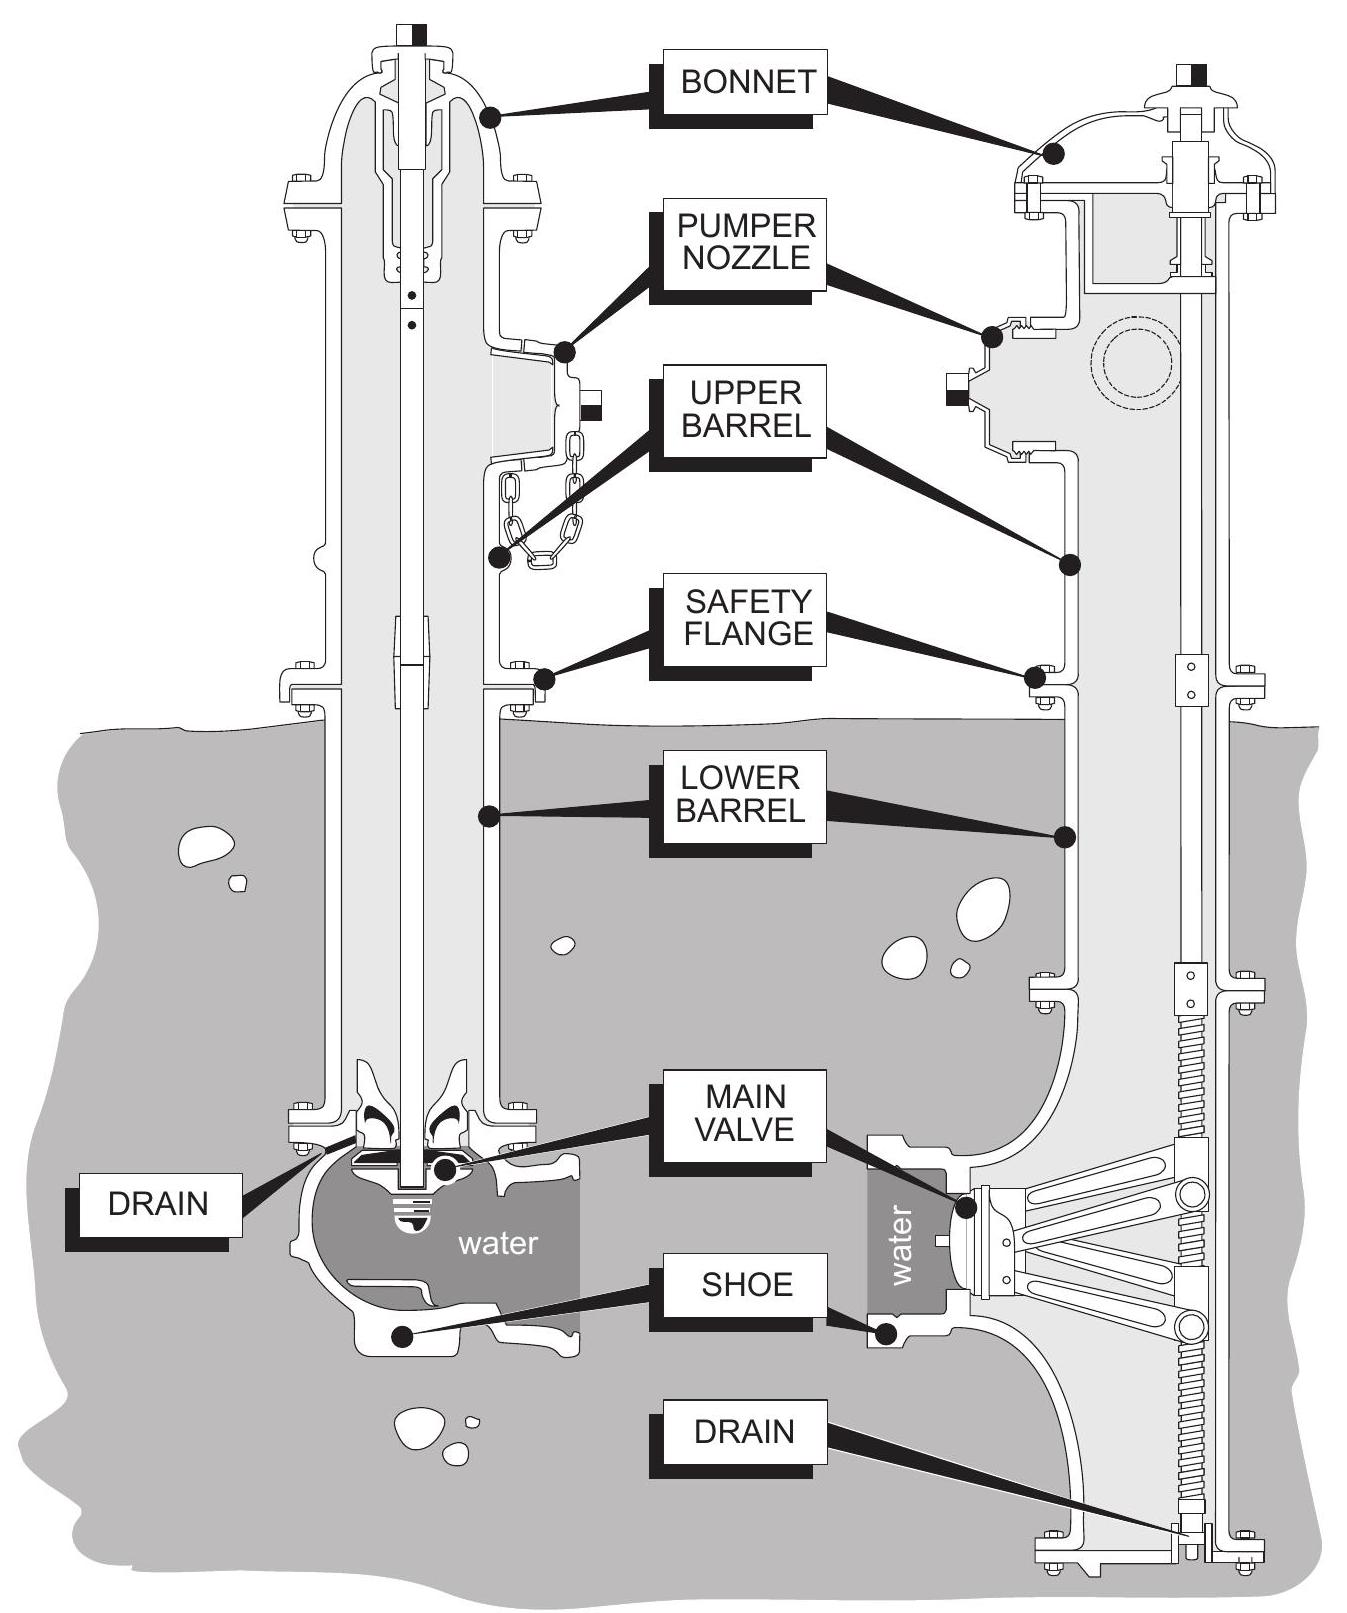 BONNET
PUMPER
NOZZLE
UPPER
BARREL
SAFETY
FLANGE
LOWER
BARREL
MAIN
VALVE
DRAIN
water
water
SHOE
DRAIN